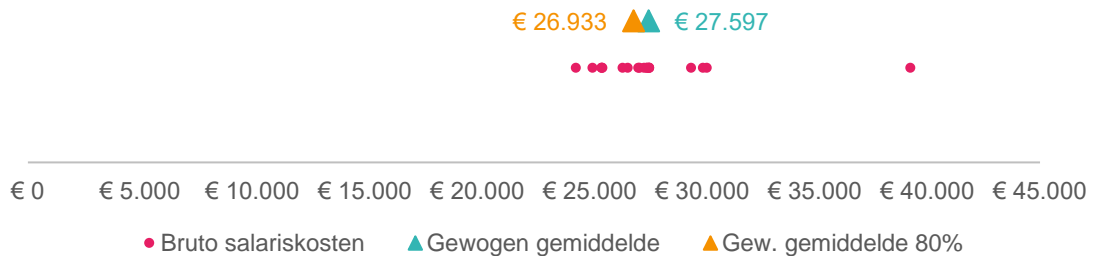 € 26.933 € 27.597
€ 0 € 5.000 € 10.000 € 15.000 € 20.000 € 25.000 € 30.000 € 35.000 € 40.000 € 45.000
Bruto salariskosten Gewogen gemiddelde Gew. gemiddelde 80%